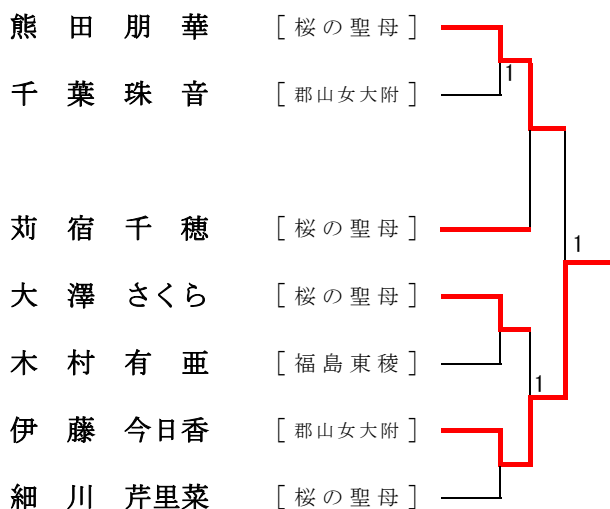 熊田朋華 [桜の聖母]
千葉珠音 [郡山女大附]
1
苅宿千穂 [桜の聖母]
1
大澤さくら [桜の聖母]
木村有亜 [福島東稜]
1
伊藤今日香 [郡山女大附]
細川芹里菜 [桜の聖母]